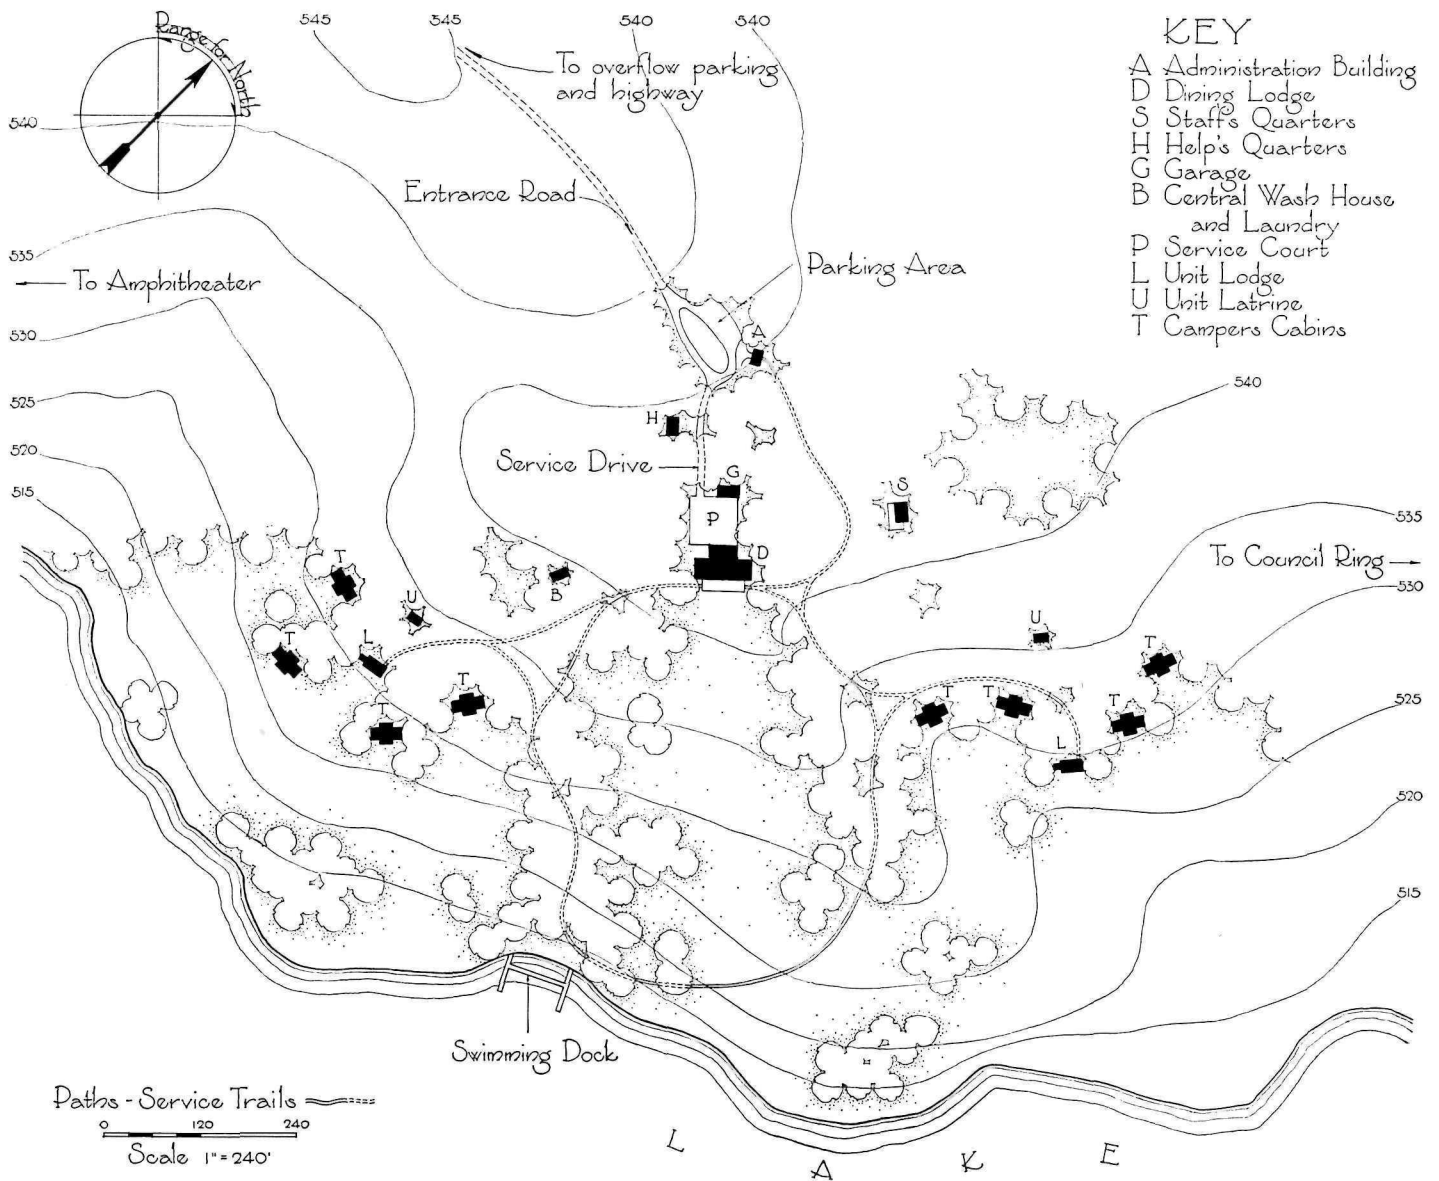 545
545
540
540
Range for North
To overflow parking
and highway
KEY
A Administration Building
D Dining Lodge
S Staff's Quarters
H Help's Quarters
G Garage
B Central Wash House
and Laundry
P Service Court
L Unit Lodge
U Unit Latrine
T Campers Cabins
540
Entrance Road
535
To Amphitheater
Parking Area
530
A
540
525
H
520
Service Drive
G
S
515
P
535
T
D
To Council Ring
B
530
U
U
T
L
T
T
T
T
525
T
T
L
520
515
Swimming Dock
Paths - Service Trails
0 120 240
Scale 1" = 240'
LAKE